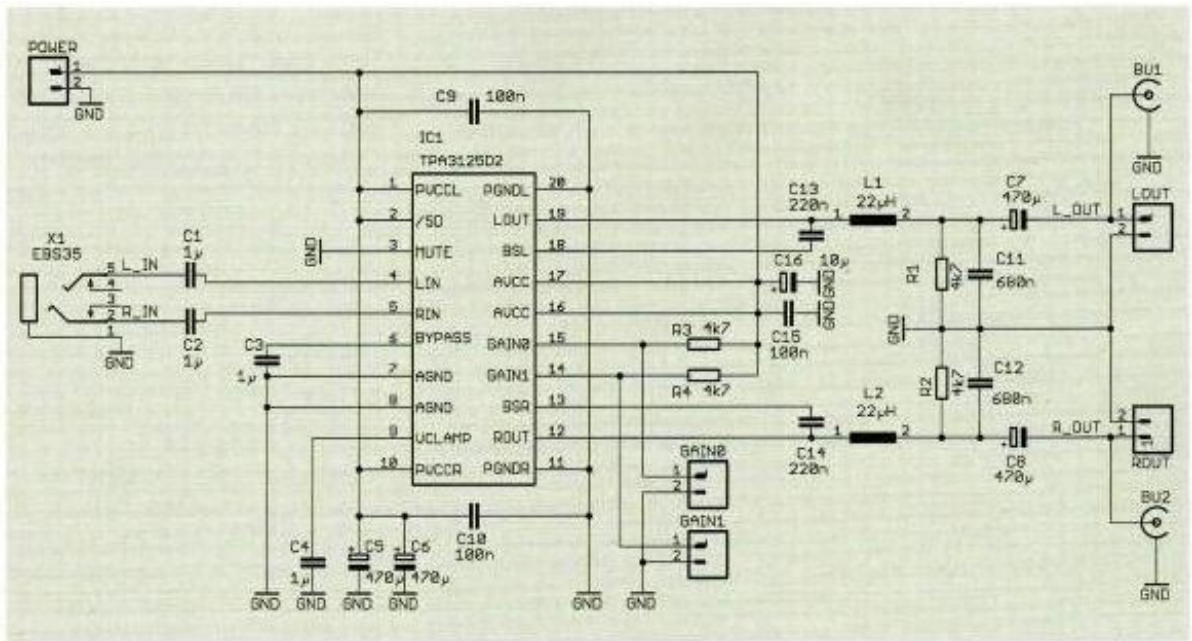 POWER
1
2
GND
C9 100n
IC1
TPA3125D2
1 PVCCL PGNDL 20
2 /SD LOUT 19
3 MUTE BSL 18
4 LIN AVCC 17
5 RIN AVCC 16
6 BYPASS GAIN0 15
7 AGND GAIN1 14
8 AGND BSR 13
9 VCLAMP ROUT 12
10 PVCCR PGNDR 11
GND
X1
EBS35
5 L_IN
4
3
2 R_IN
1
GND
C1
1µ
C2
1µ
C3
1µ
C4
1µ
C5
470µ
C6
470µ
C10
100n
GND GND GND GND GND GND
C13
220n
L1
1 22µH 2
C7
470µ
L_OUT
BU1
GND
LOUT
1
2
C16 10µ
GND
C15
100n
GND
R3 4k7
R4 4k7
R1
4k7
C11
680n
GND
R2
4k7
C12
680n
C14
220n
L2
1 22µH 2
C8
470µ
R_OUT
2
1
ROUT
BU2
GND
GAIN0
1
2
GAIN1
1
2